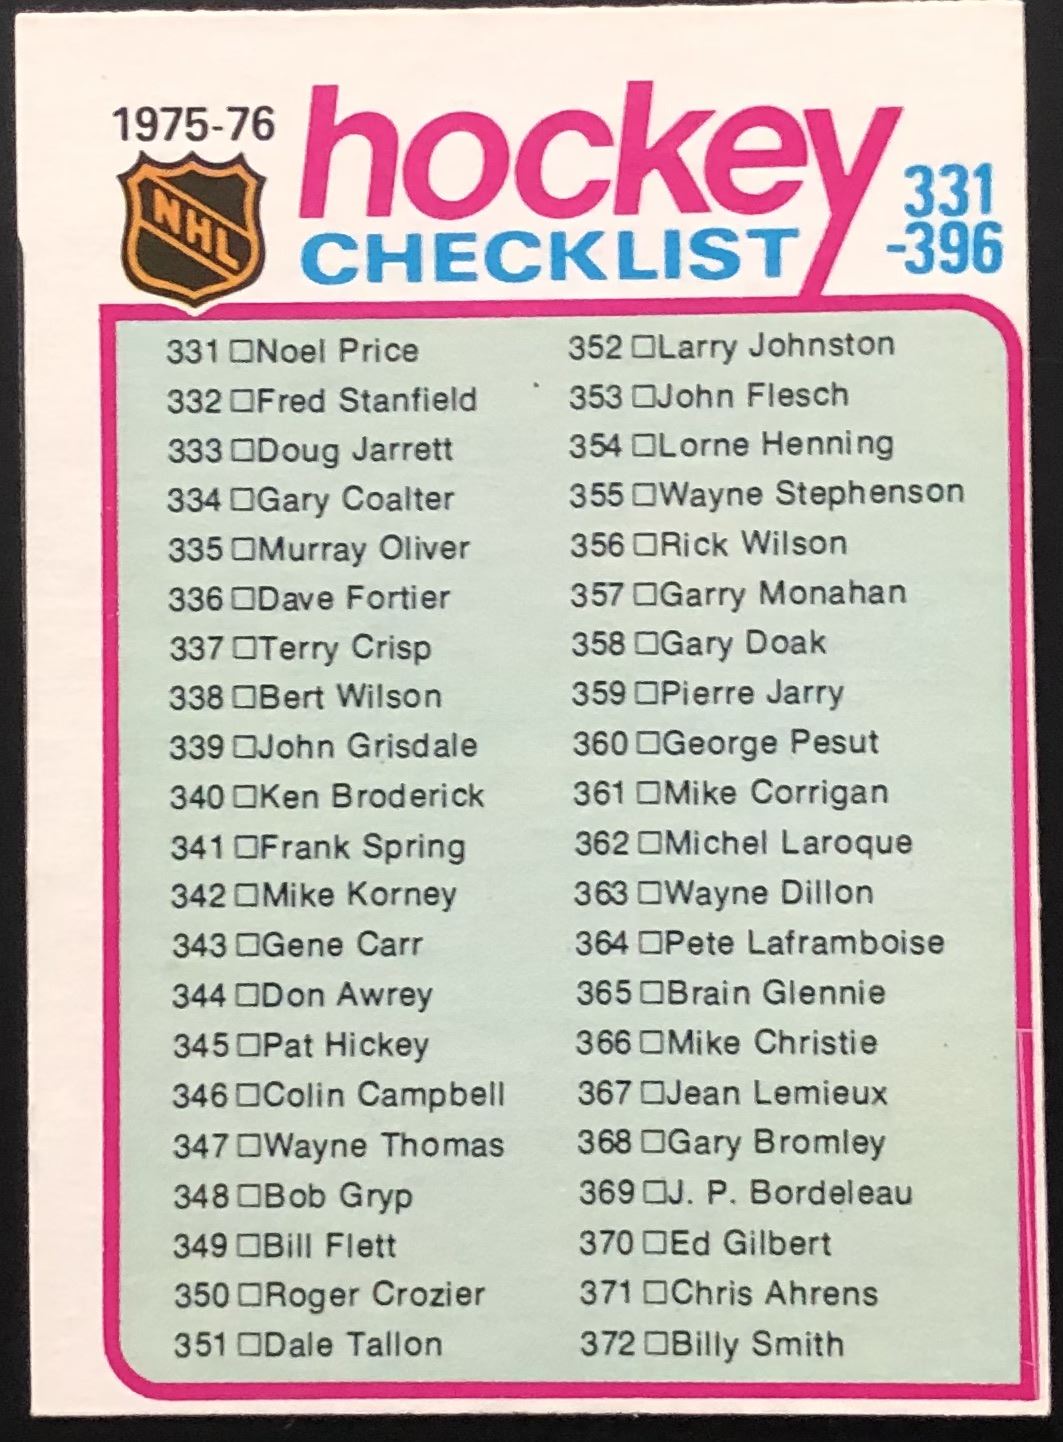 1975-76
NHL
hockey
CHECKLIST
331
-396
331 □Noel Price
332 □Fred Stanfield
333 □Doug Jarrett
334 □Gary Coalter
335 □Murray Oliver
336 □Dave Fortier
337 □Terry Crisp
338 □Bert Wilson
339 □John Grisdale
340 □Ken Broderick
341 □Frank Spring
342 □Mike Korney
343 □Gene Carr
344 □Don Awrey
345 □Pat Hickey
346 □Colin Campbell
347 □Wayne Thomas
348 □Bob Gryp
349 □Bill Flett
350 □Roger Crozier
351 □Dale Tallon
352 □Larry Johnston
353 □John Flesch
354 □Lorne Henning
355 □Wayne Stephenson
356 □Rick Wilson
357 □Garry Monahan
358 □Gary Doak
359 □Pierre Jarry
360 □George Pesut
361 □Mike Corrigan
362 □Michel Laroque
363 □Wayne Dillon
364 □Pete Laframboise
365 □Brain Glennie
366 □Mike Christie
367 □Jean Lemieux
368 □Gary Bromley
369 □J. P. Bordeleau
370 □Ed Gilbert
371 □Chris Ahrens
372 □Billy Smith